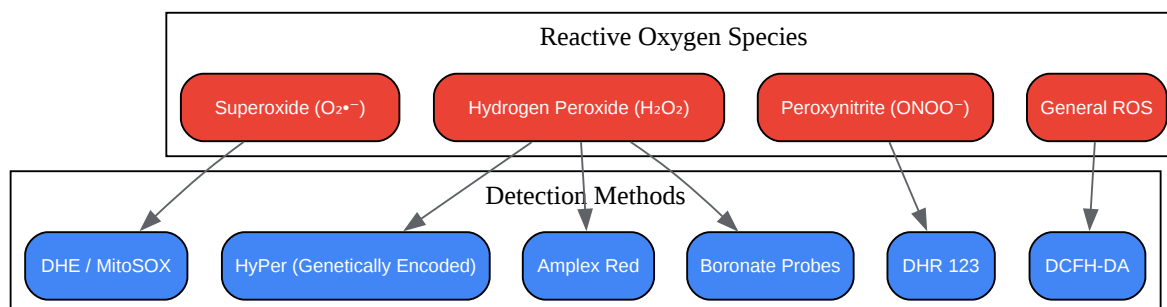 Reactive Oxygen Species
Superoxide (O₂•⁻)
Hydrogen Peroxide (H₂O₂)
Peroxynitrite (ONOO⁻)
General ROS
Detection Methods
DHE / MitoSOX
HyPer (Genetically Encoded)
Amplex Red
Boronate Probes
DHR 123
DCFH-DA